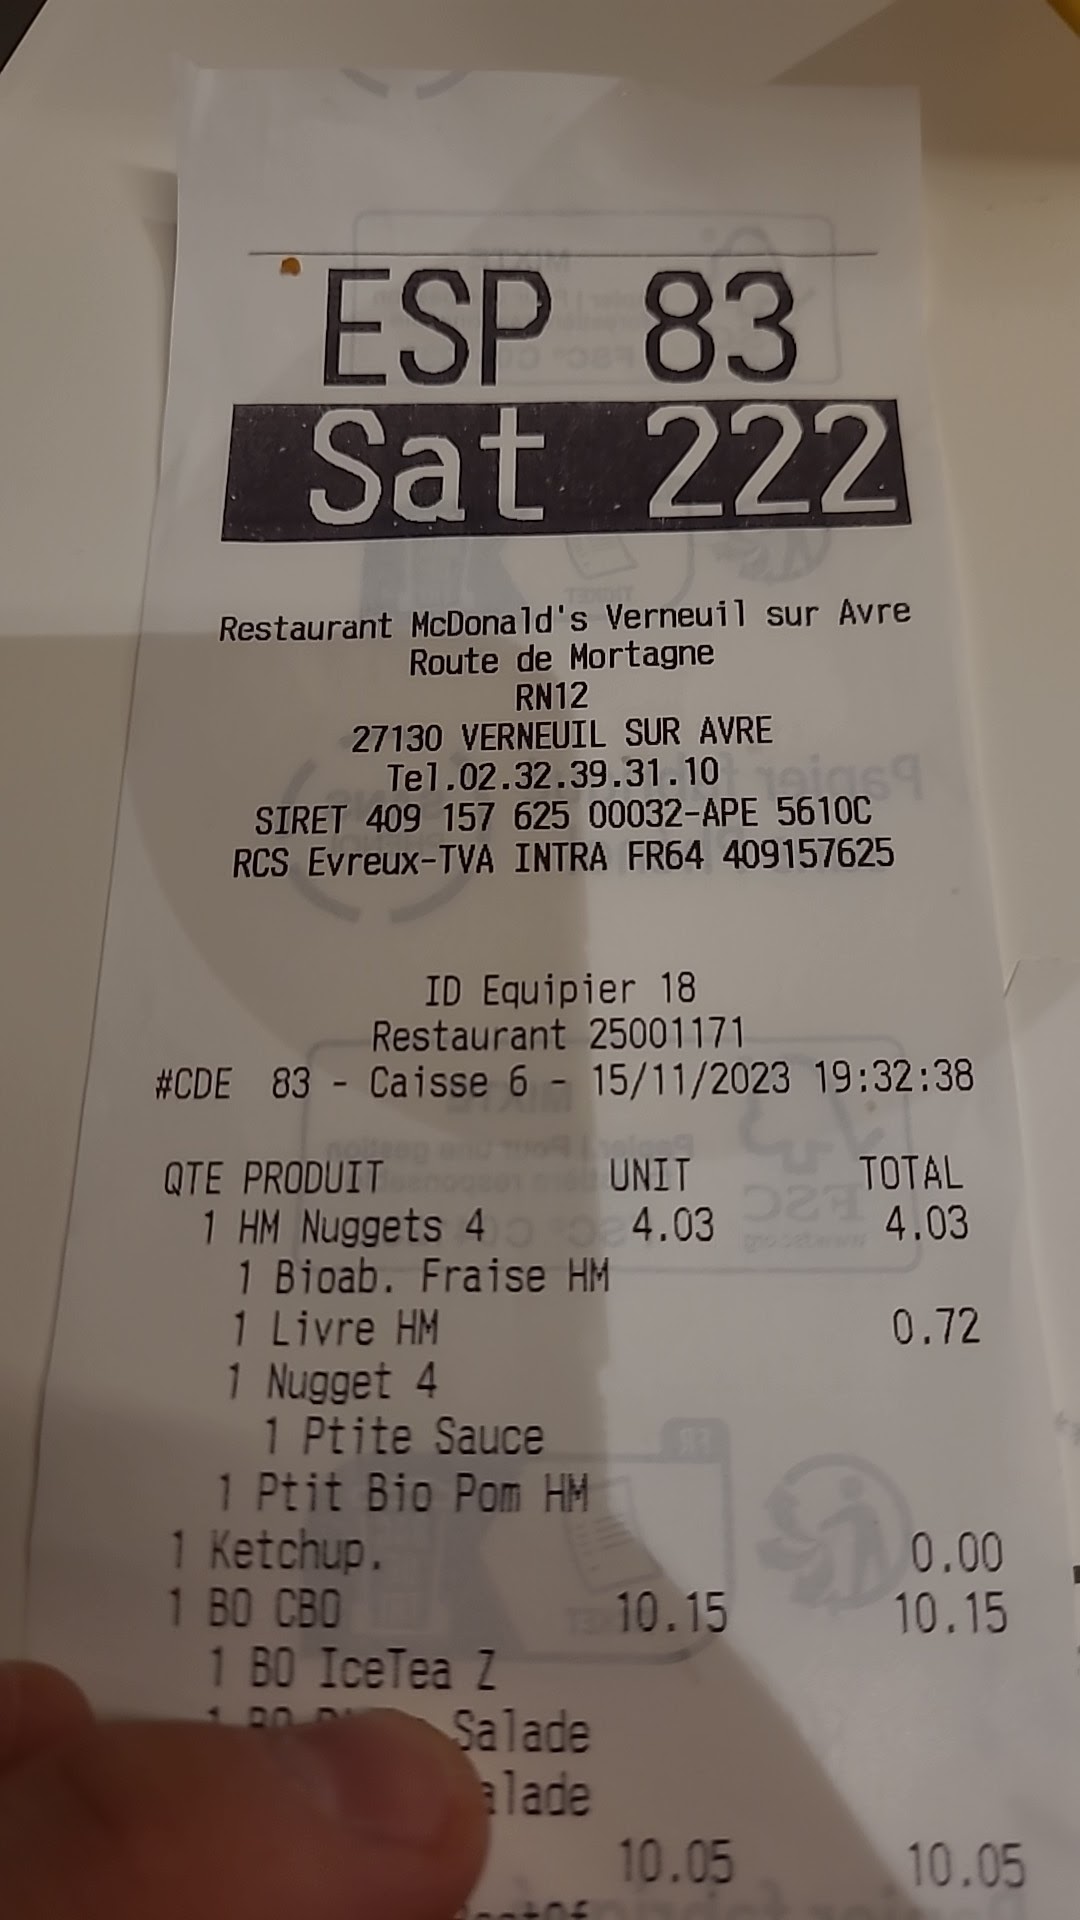 ESP 83
Sat 222
Restaurant McDonald's Verneuil sur Avre
Route de Mortagne
RN12
27130 VERNEUIL SUR AVRE
Tel.02.32.39.31.10
SIRET 409 157 625 00032-APE 5610C
RCS Evreux-TVA INTRA FR64 409157625
ID Equipier 18
Restaurant 25001171
#CDE 83 - Caisse 6 - 15/11/2023 19:32:38
QTE PRODUIT UNIT TOTAL
1 HM Nuggets 4 4.03 4.03
1 Bioab. Fraise HM
1 Livre HM 0.72
1 Nugget 4
1 Ptite Sauce
1 Ptit Bio Pom HM
1 Ketchup. 0.00
1 BO CBO 10.15 10.15
1 BO IceTea Z
1 BO Salade
10.05 10.05